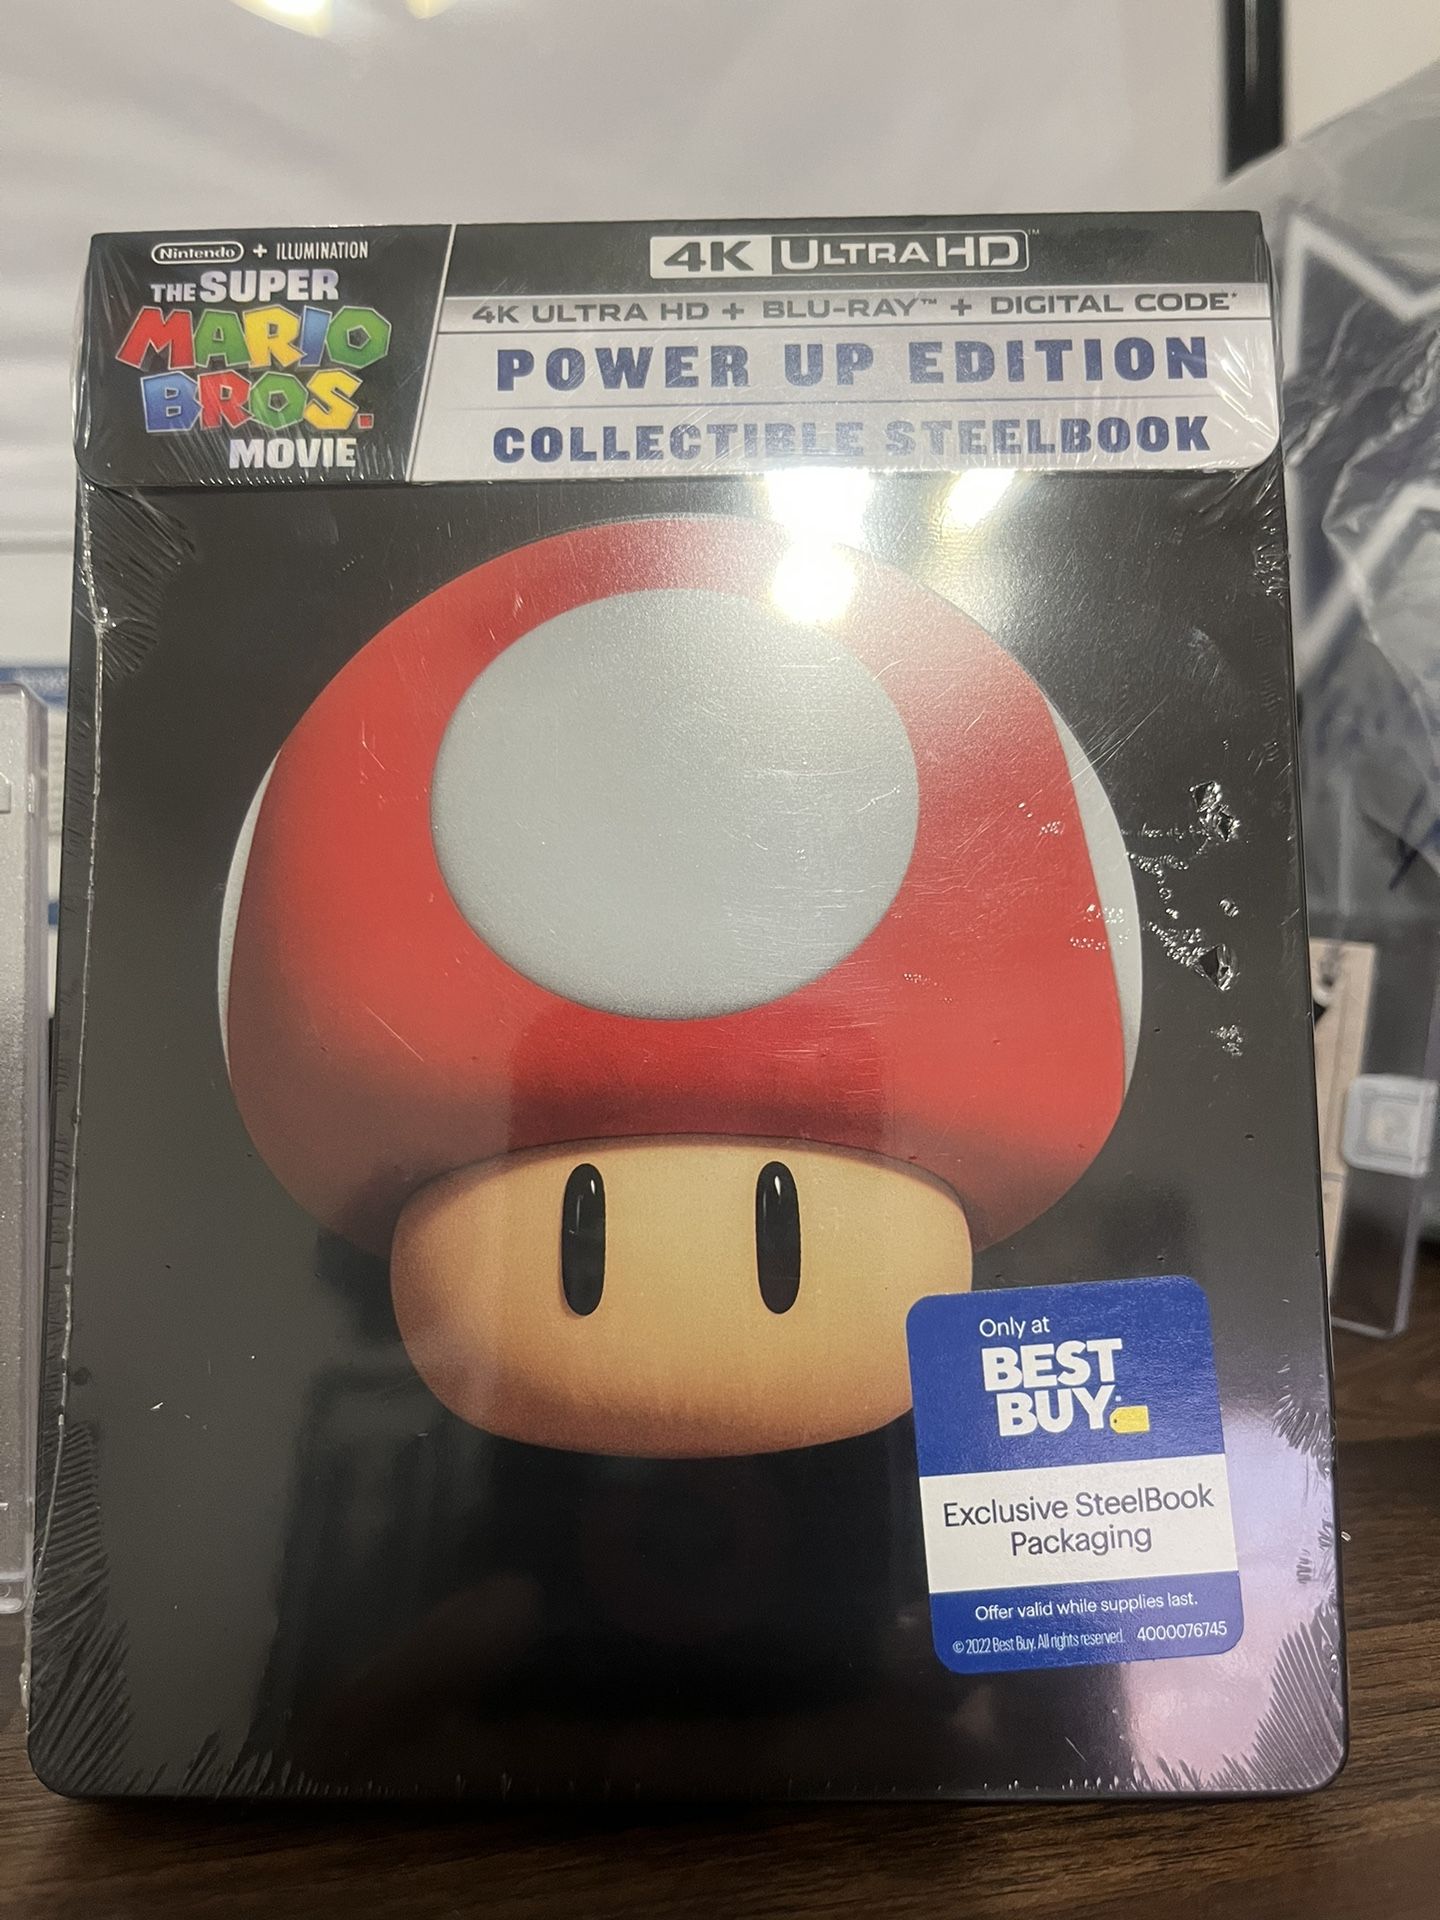 Nintendo + ILLUMINATION
THE SUPER
MARIO
BROS.
MOVIE
4K ULTRA HD™
4K ULTRA HD + BLU-RAY™ + DIGITAL CODE*
POWER UP EDITION
COLLECTIBLE STEELBOOK
Only at
BEST
BUY
Exclusive SteelBook
Packaging
Offer valid while supplies last.
© 2022 Best Buy. All rights reserved. 4000076745